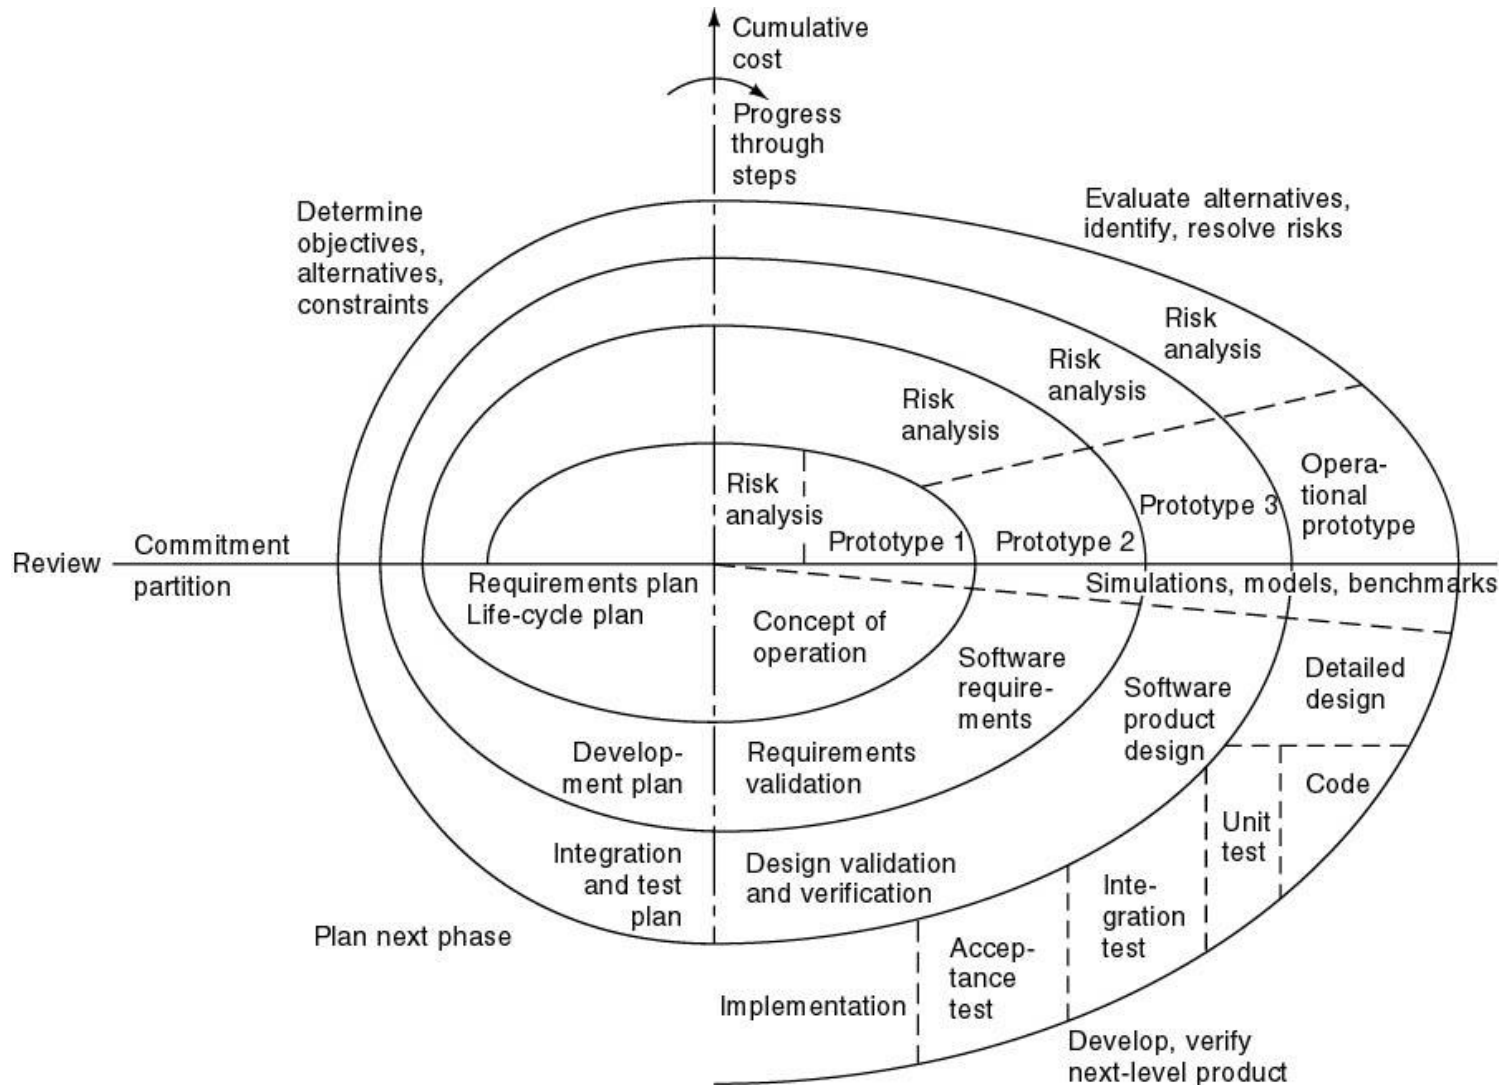 Cumulative
cost
Progress
through
steps
Determine
objectives,
alternatives,
constraints
Evaluate alternatives,
identify, resolve risks
Risk
analysis
Risk
analysis
Risk
analysis
Risk
analysis
Opera-
tional
prototype
Prototype 3
Prototype 2
Prototype 1
Review
Commitment
partition
Requirements plan
Life-cycle plan
Simulations, models, benchmarks
Concept of
operation
Software
require-
ments
Software
product
design
Detailed
design
Develop-
ment plan
Requirements
validation
Code
Unit
test
Integration
and test
plan
Design validation
and verification
Inte-
gration
test
Plan next phase
Accep-
tance
test
Implementation
Develop, verify
next-level product